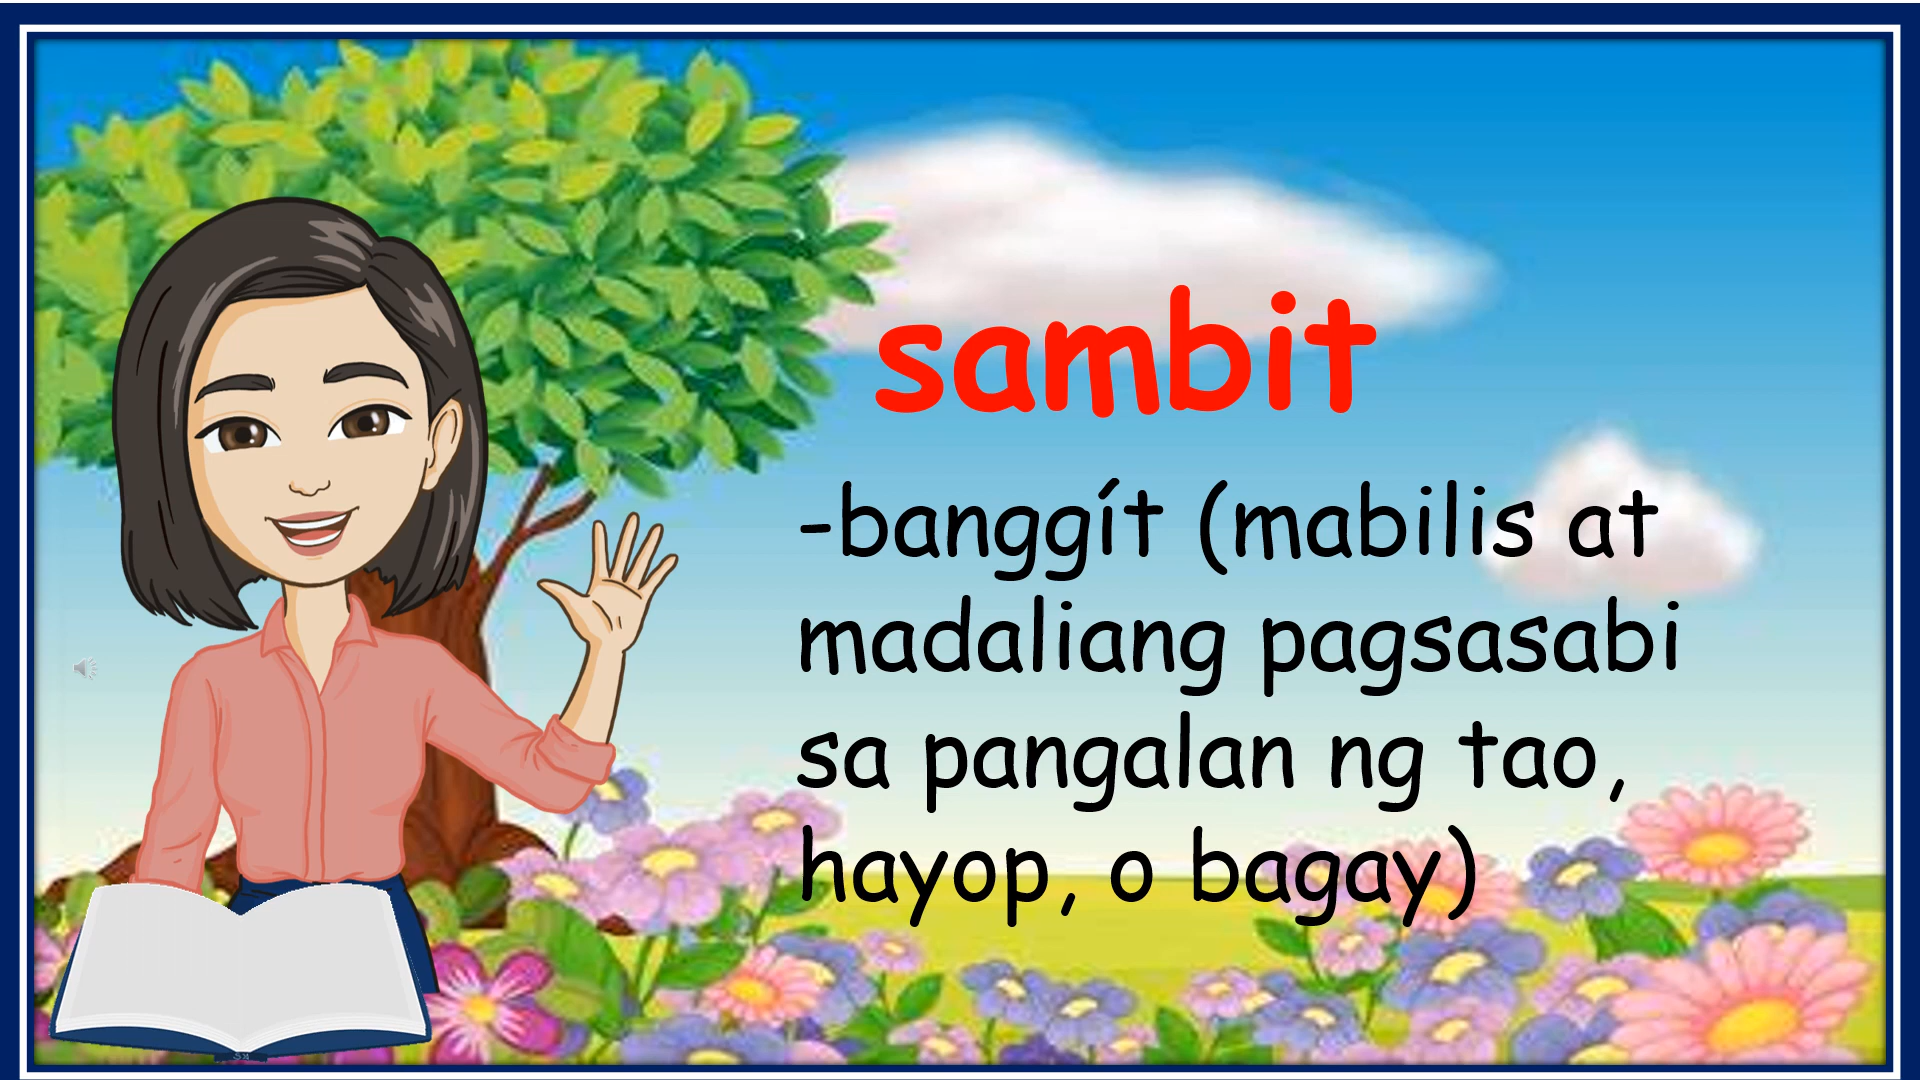 sambit
-banggít (mabilis at
madaliang pagsasabi
sa pangalan ng tao,
hayop, o bagay)